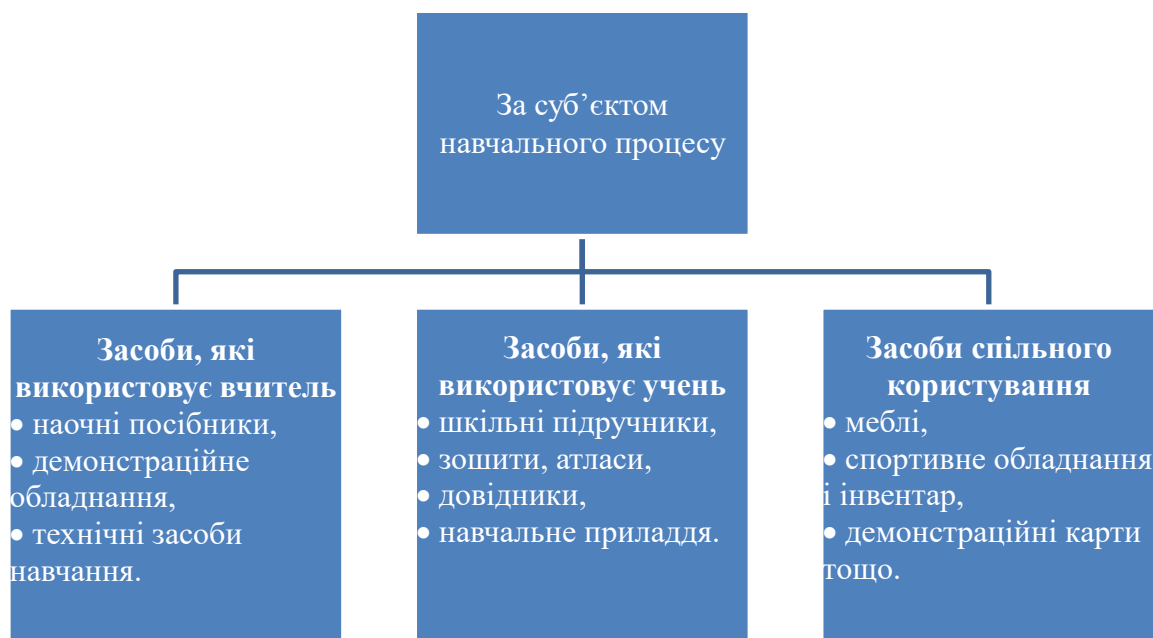 За суб’єктом
навчального процесу
Засоби, які
використовує вчитель
• наочні посібники,
• демонстраційне
обладнання,
• технічні засоби
навчання.
Засоби, які
використовує учень
• шкільні підручники,
• зошити, атласи,
• довідники,
• навчальне приладдя.
Засоби спільного
користування
• меблі,
• спортивне обладнання
і інвентар,
• демонстраційні карти
тощо.